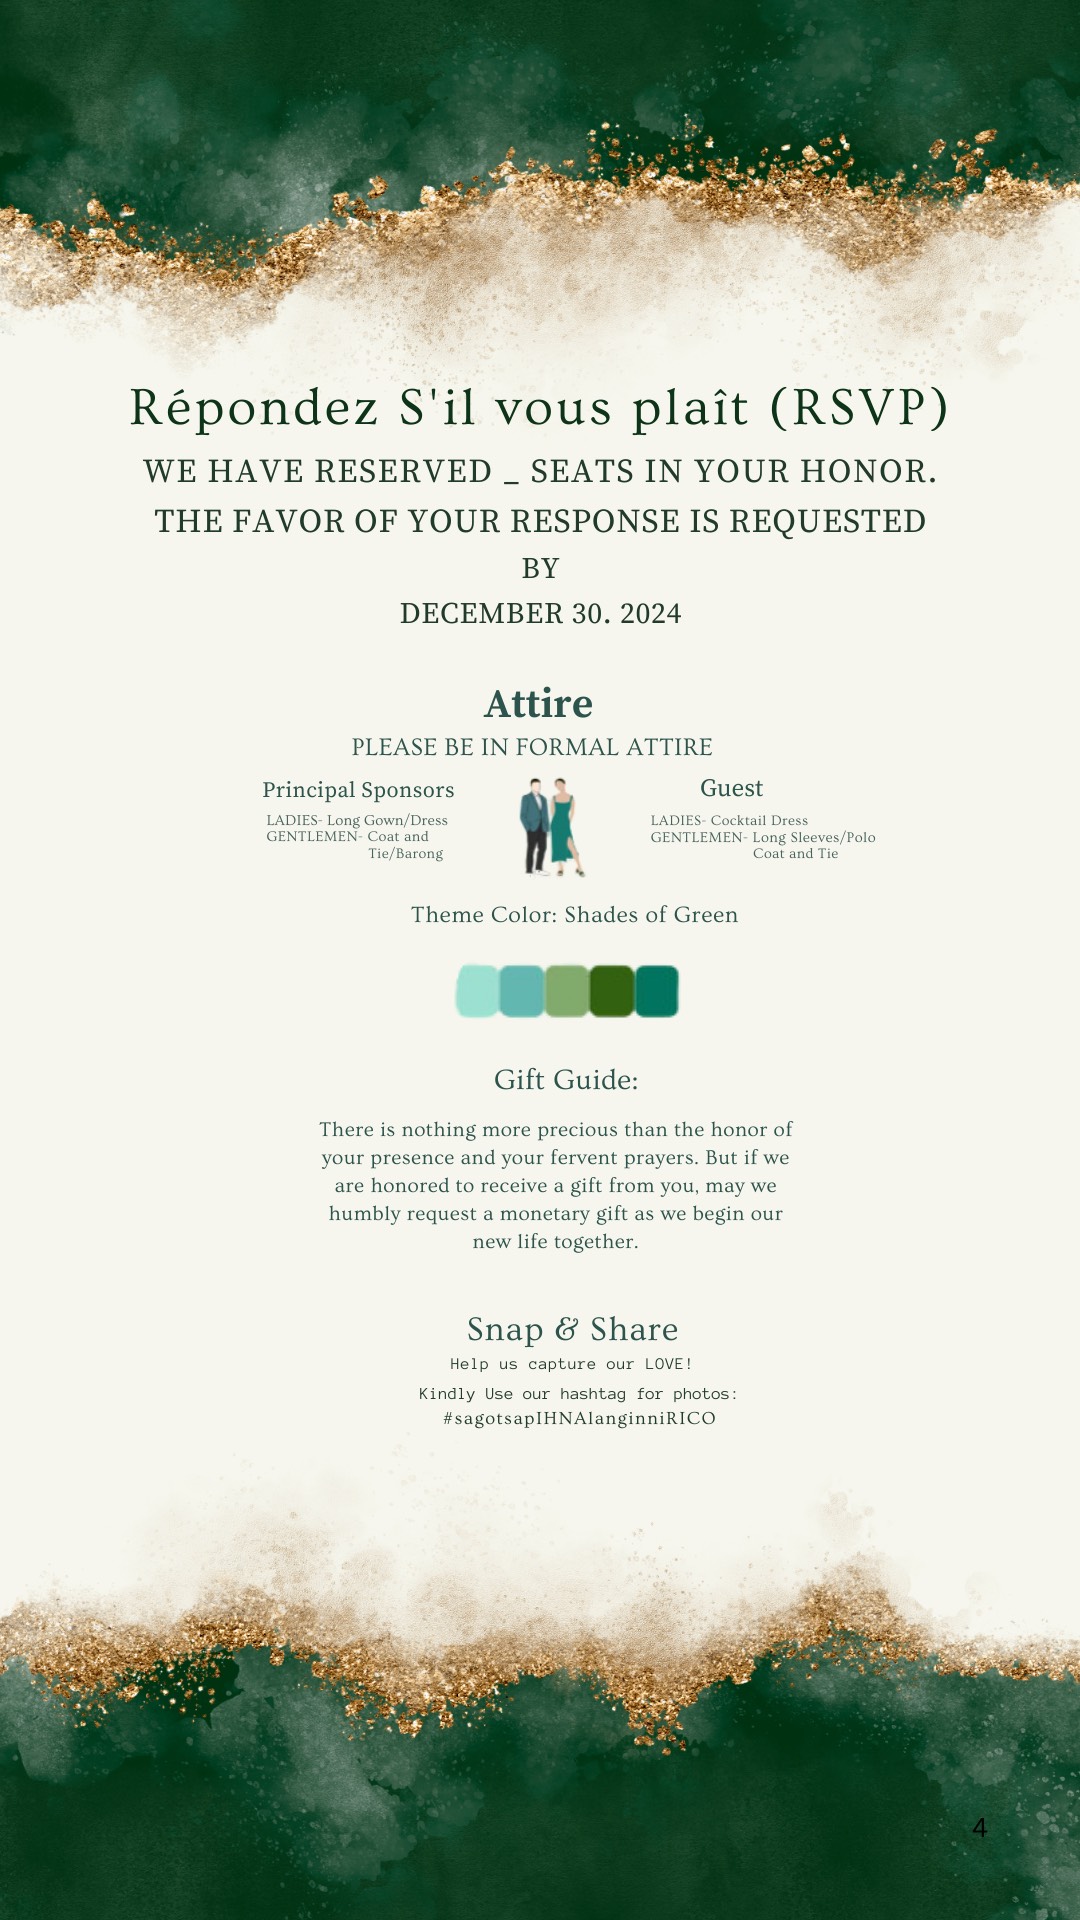 Répondez S'il vous plaît (RSVP)
WE HAVE RESERVED _ SEATS IN YOUR HONOR.
THE FAVOR OF YOUR RESPONSE IS REQUESTED
BY
DECEMBER 30. 2024
Attire
PLEASE BE IN FORMAL ATTIRE
Principal Sponsors
LADIES- Long Gown/Dress
GENTLEMEN- Coat and
Tie/Barong
Guest
LADIES- Cocktail Dress
GENTLEMEN- Long Sleeves/Polo
Coat and Tie
Theme Color: Shades of Green
Gift Guide:
There is nothing more precious than the honor of
your presence and your fervent prayers. But if we
are honored to receive a gift from you, may we
humbly request a monetary gift as we begin our
new life together.
Snap & Share
Help us capture our LOVE!
Kindly Use our hashtag for photos:
#sagotsapIHNAlanginniRICO
4